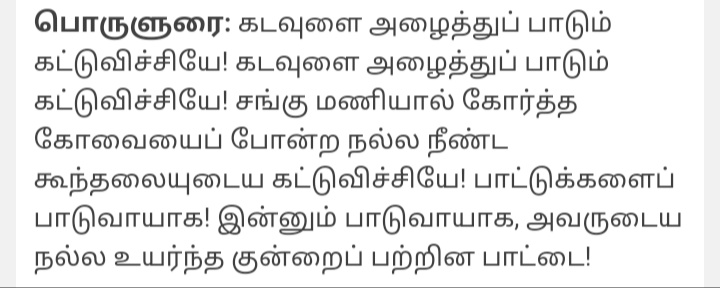 பொருளுரை: கடவுளை அழைத்துப் பாடும்
கட்டுவிச்சியே! கடவுளை அழைத்துப் பாடும்
கட்டுவிச்சியே! சங்கு மணியால் கோர்த்த
கோவையைப் போன்ற நல்ல நீண்ட
கூந்தலையுடைய கட்டுவிச்சியே! பாட்டுக்களைப்
பாடுவாயாக! இன்னும் பாடுவாயாக, அவருடைய
நல்ல உயர்ந்த குன்றைப் பற்றின பாட்டை!